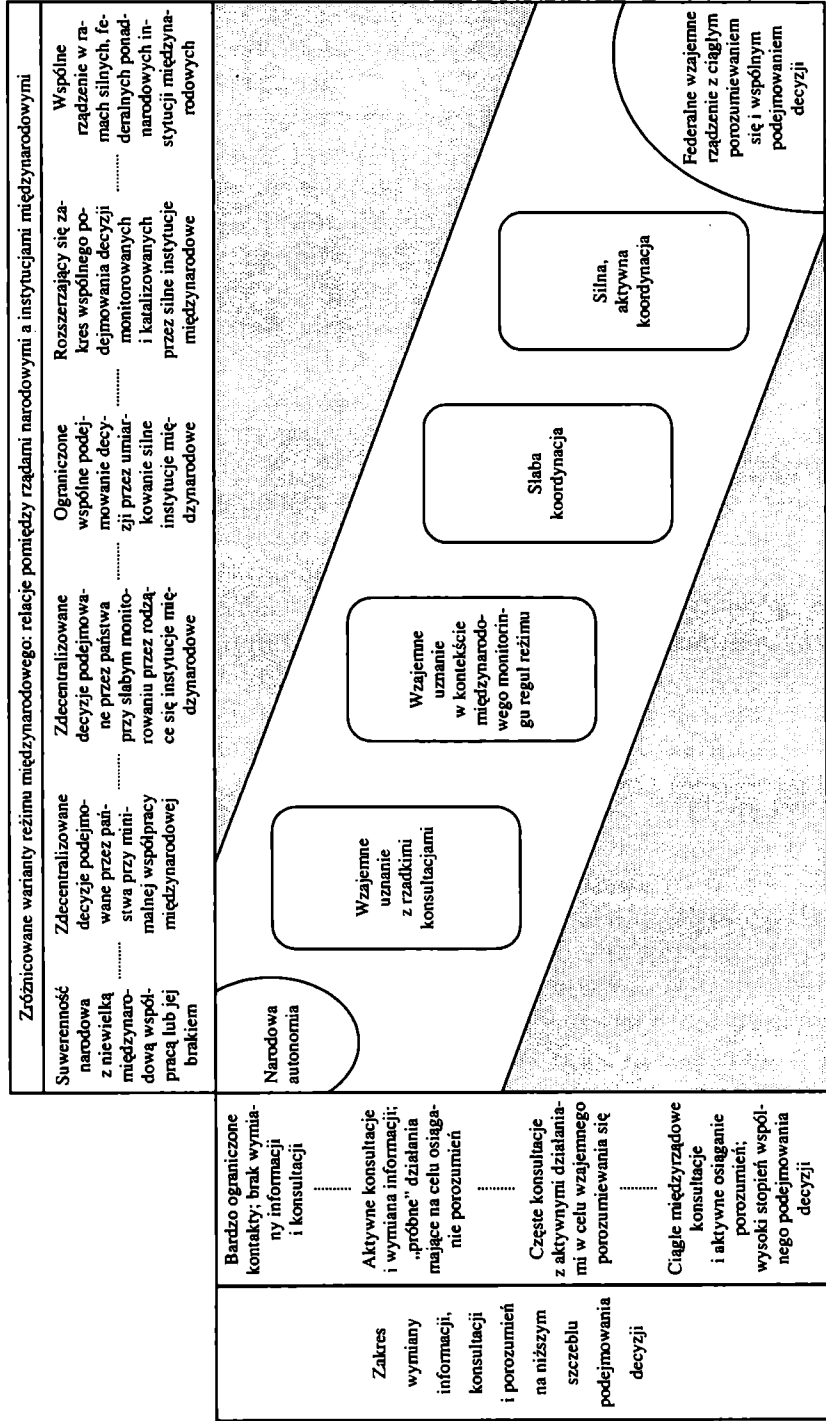 Zróżnicowane warianty reżimu międzynarodowego: relacje pomiędzy rządami narodowymi a instytucjami międzynarodowymi
Suwerenność
narodowa
z niewielką
międzynaro-
dową współ-
pracą lub jej
brakiem
Zdecentralizowane
decyzje podejmo-
wane przez pań-
stwa przy mini-
malnej współpracy
międzynarodowej
Zdecentralizowane
decyzje podejmowa-
ne przez państwa
przy słabym monito-
rowaniu przez rodzą-
ce się instytucje mię-
dzynarodowe
Ograniczone
wspólne podej-
mowanie decy-
zji przez umiar-
kowanie silne
instytucje mię-
dzynarodowe
Rozszerzający się za-
kres wspólnego po-
dejmowania decyzji
monitorowanych
i katalizowanych
przez silne instytucje
międzynarodowe
Wspólne
rządzenie w ra-
mach silnych, fe-
deralnych ponad-
narodowych in-
stytucji międzyna-
rodowych
Zakres
wymiany
informacji,
konsultacji
i porozumień
na niższym
szczeblu
podejmowania
decyzji
Bardzo ograniczone
kontakty; brak wymia-
ny informacji
i konsultacji
Aktywne konsultacje
i wymiana informacji;
„próbne” działania
mające na celu osiąga-
nie porozumień
Częste konsultacje
z aktywnymi działania-
mi w celu wzajemnego
porozumiewania się
Ciągłe międzyrządowe
konsultacje
i aktywne osiąganie
porozumień;
wysoki stopień wspól-
nego podejmowania
decyzji
Narodowa
autonomia
Wzajemne
uznanie
z rzadkimi
konsultacjami
Wzajemne
uznanie
w kontekście
międzynarodo-
wego monitorin-
gu reguł reżimu
Słaba
koordynacja
Silna,
aktywna
koordynacja
Federalne wzajemne
rządzenie z ciągłym
porozumiewaniem
się i wspólnym
podejmowaniem
decyzji